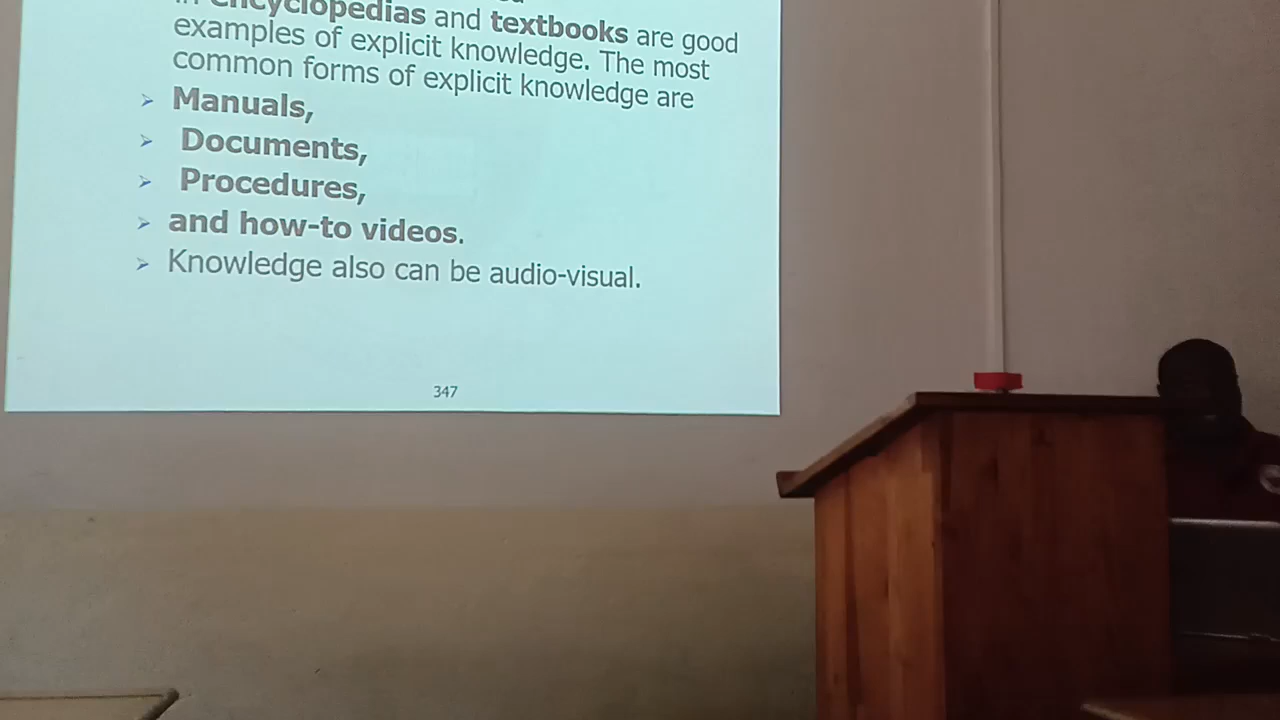 in encyclopedias and textbooks are good
examples of explicit knowledge. The most
common forms of explicit knowledge are
➢ Manuals,
➢ Documents,
➢ Procedures,
➢ and how-to videos.
➢ Knowledge also can be audio-visual.
347